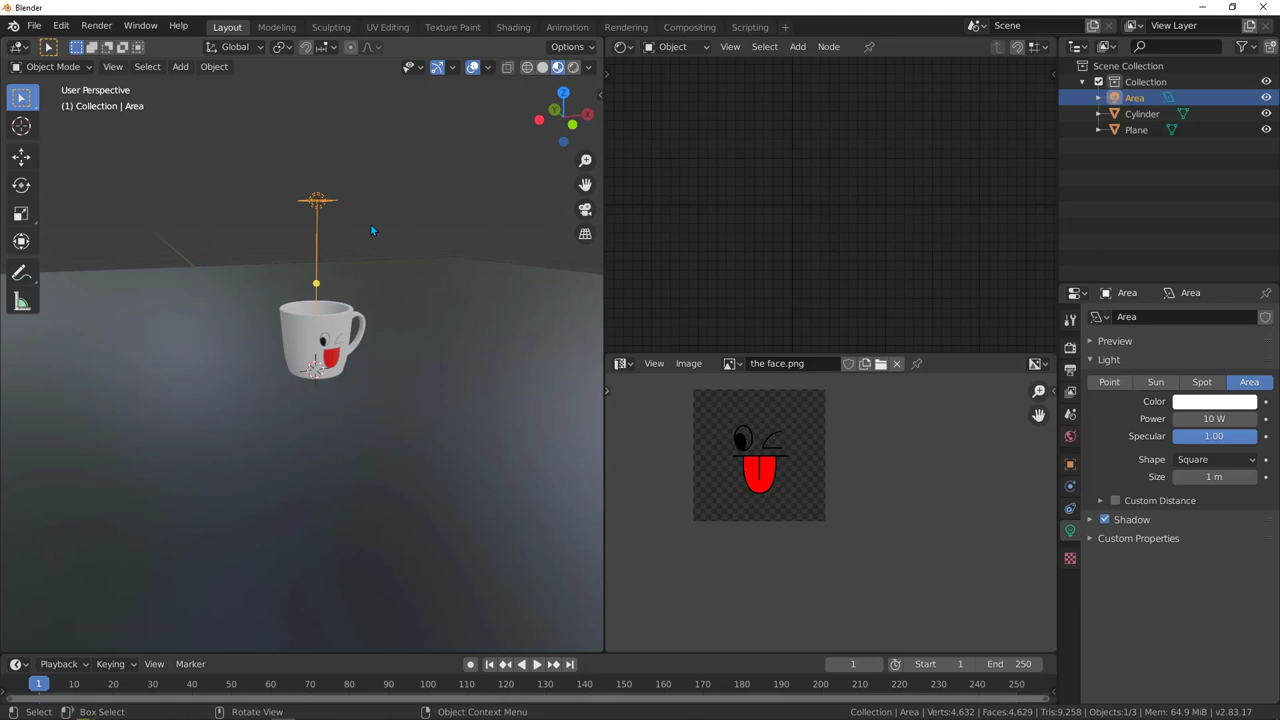 Blender
File Edit Render Window Help Layout Modeling Sculpting UV Editing Texture Paint Shading Animation Rendering Compositing Scripting + Scene View Layer
Global Options
Object View Select Add Node
Object Mode View Select Add Object
User Perspective
(1) Collection | Area
Z
Y
X
Scene Collection
Collection
Area
Cylinder
Plane
Area Area
Area
Preview
Light
Point Sun Spot Area
Color
Power 10 W
Specular 1.00
Shape Square
Size 1 m
Custom Distance
Shadow
Custom Properties
View Image the face.png
Playback Keying View Marker 1 Start 1 End 250
1 10 20 30 40 50 60 70 80 90 100 110 120 130 140 150 160 170 180 190 200 210 220 230 240 250
Select Box Select Rotate View Object Context Menu Collection | Area | Verts:4,632 | Faces:4,629 | Tris:9,258 | Objects:1/3 | Mem: 64.9 MiB | v2.83.17